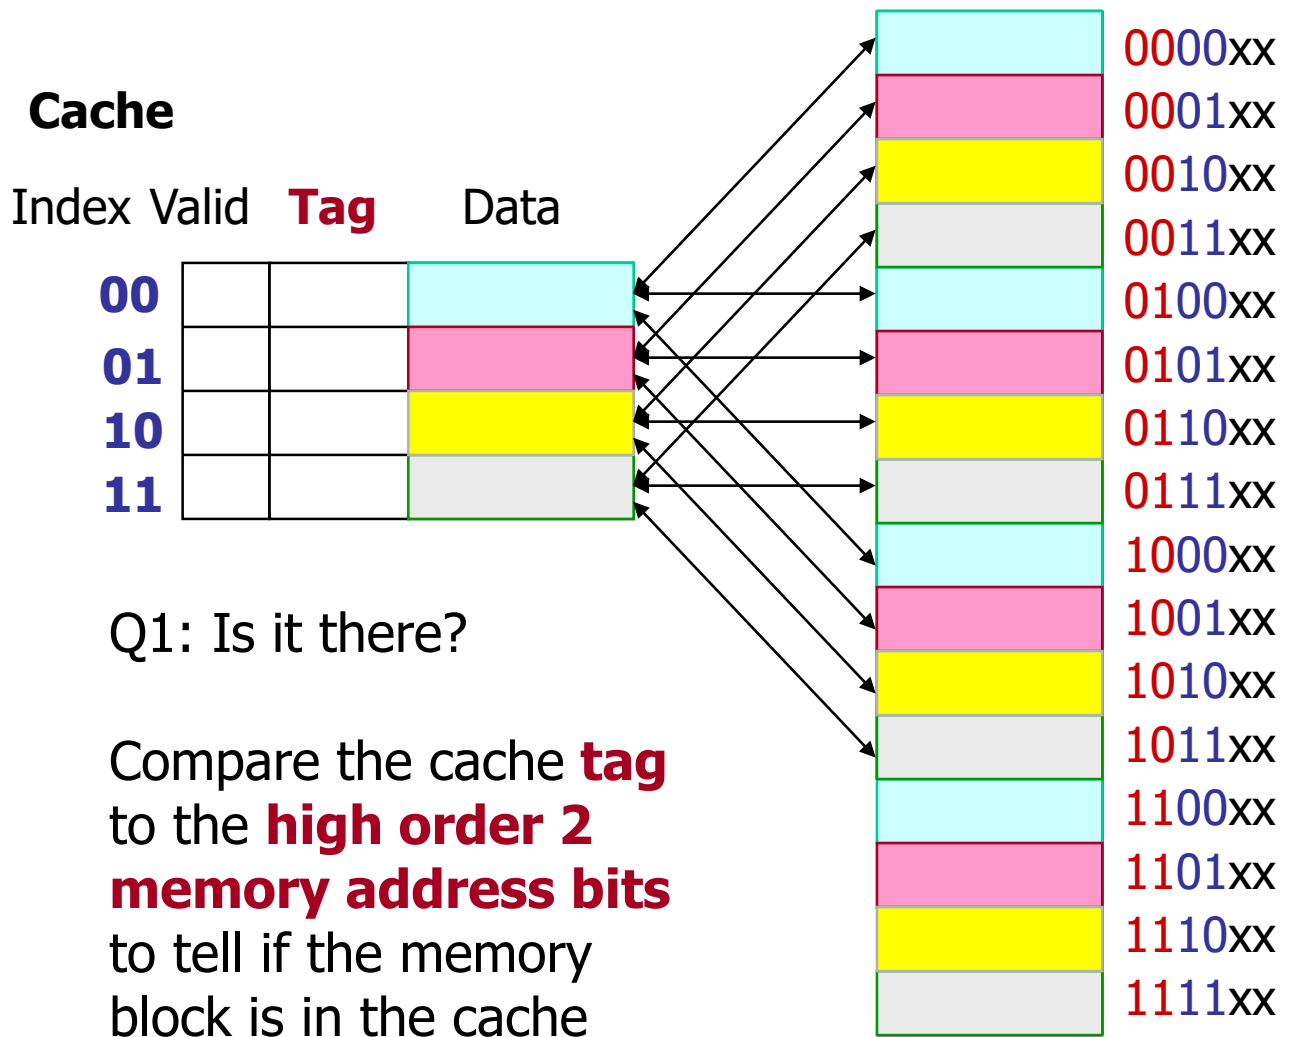 Cache
Index Valid Tag Data
00
01
10
11
Q1: Is it there?
Compare the cache tag
to the high order 2
memory address bits
to tell if the memory
block is in the cache
0000xx
0001xx
0010xx
0011xx
0100xx
0101xx
0110xx
0111xx
1000xx
1001xx
1010xx
1011xx
1100xx
1101xx
1110xx
1111xx